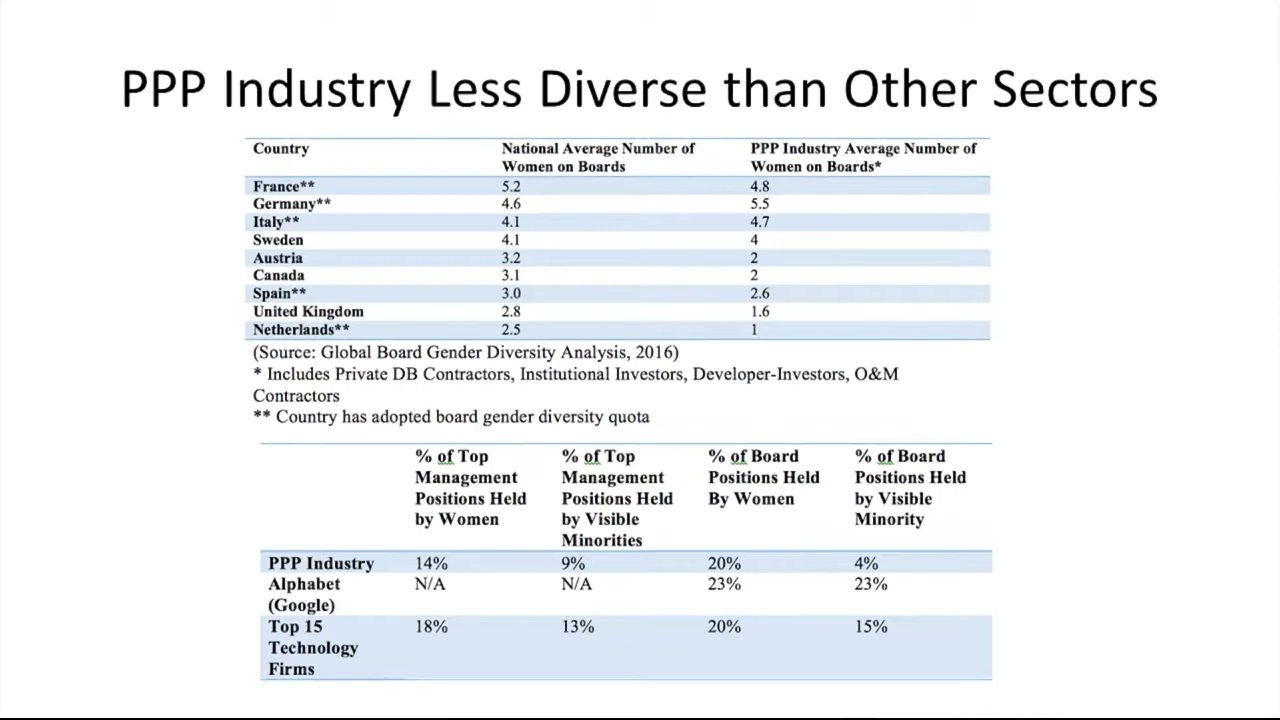 PPP Industry Less Diverse than Other Sectors
Country National Average Number of Women on Boards PPP Industry Average Number of Women on Boards*
France** 5.2 4.8
Germany** 4.6 5.5
Italy** 4.1 4.7
Sweden 4.1 4
Austria 3.2 2
Canada 3.1 2
Spain** 3.0 2.6
United Kingdom 2.8 1.6
Netherlands** 2.5 1
(Source: Global Board Gender Diversity Analysis, 2016)
* Includes Private DB Contractors, Institutional Investors, Developer-Investors, O&M
Contractors
** Country has adopted board gender diversity quota
% of Top Management Positions Held by Women % of Top Management Positions Held by Visible Minorities % of Board Positions Held By Women % of Board Positions Held by Visible Minority
PPP Industry 14% 9% 20% 4%
Alphabet (Google) N/A N/A 23% 23%
Top 15 Technology Firms 18% 13% 20% 15%